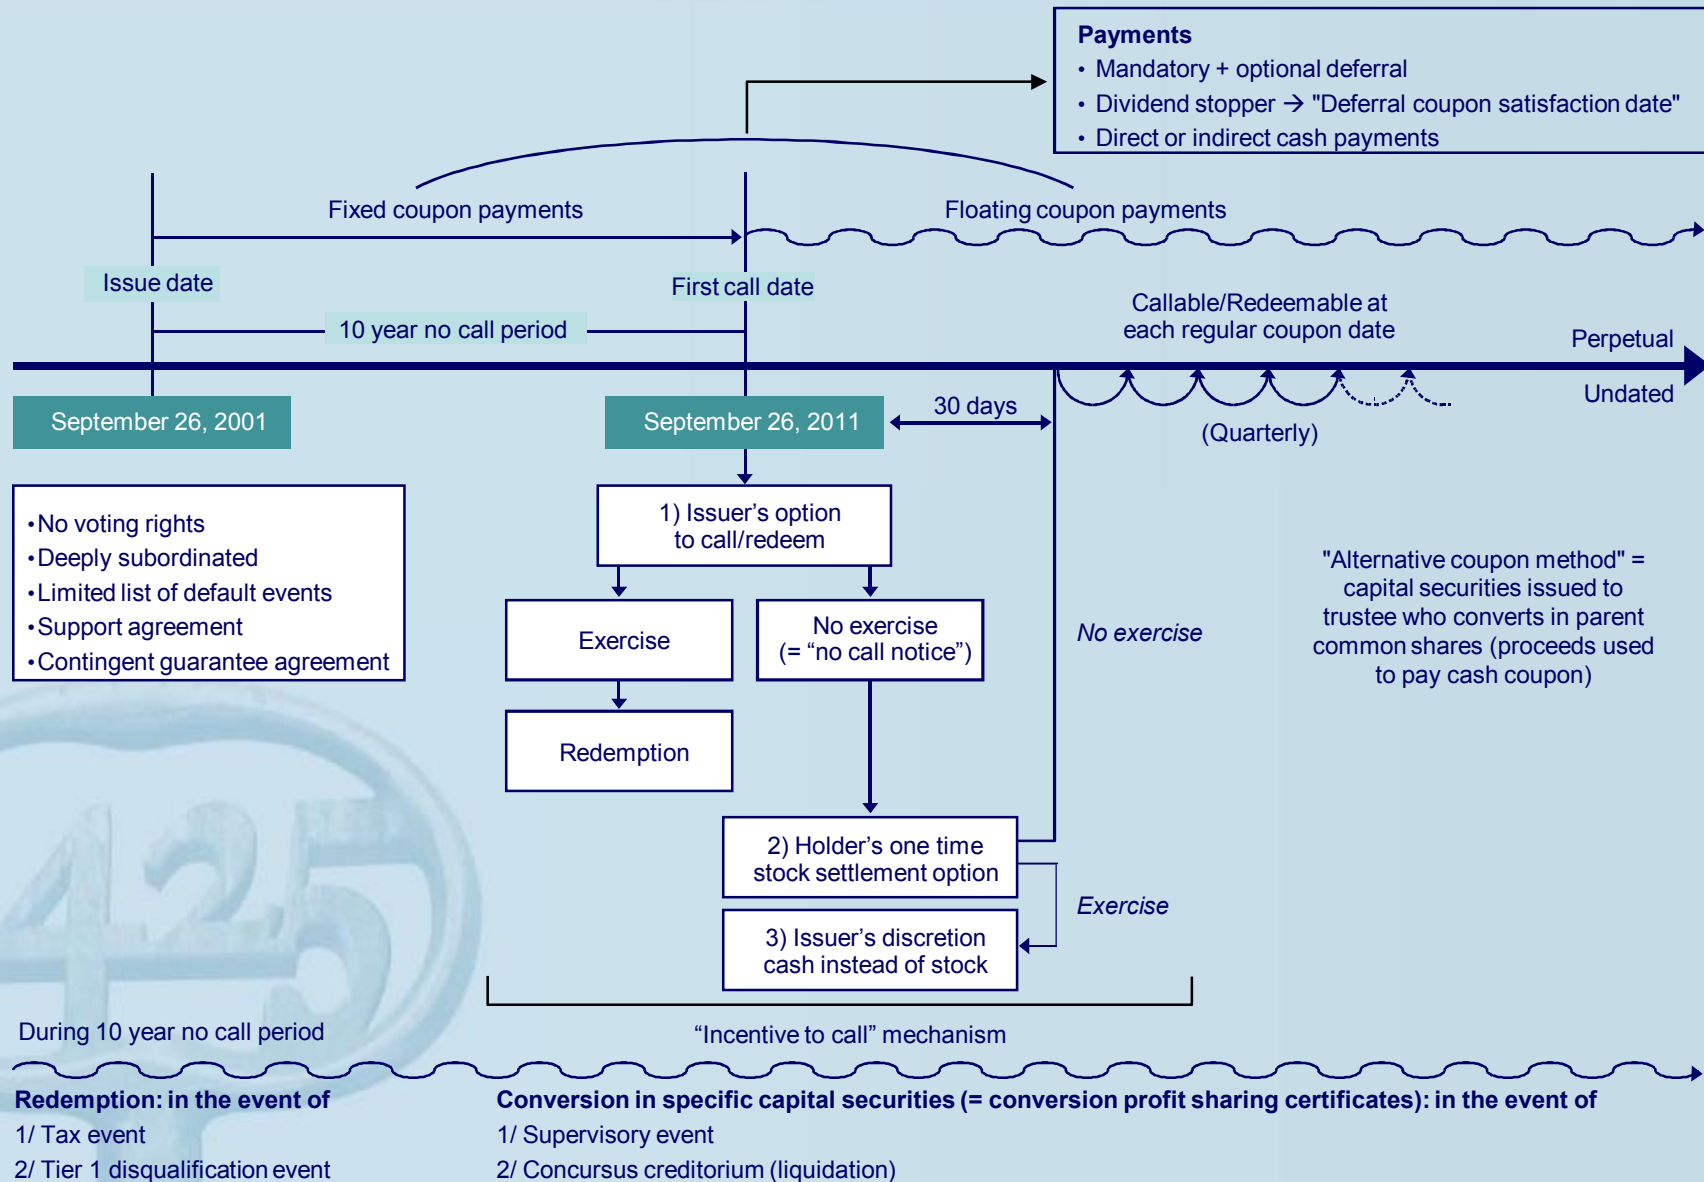 Payments
• Mandatory + optional deferral
• Dividend stopper → "Deferral coupon satisfaction date"
• Direct or indirect cash payments
Fixed coupon payments
Floating coupon payments
Issue date
First call date
10 year no call period
Callable/Redeemable at
each regular coupon date
Perpetual
Undated
September 26, 2001
September 26, 2011
30 days
(Quarterly)
•No voting rights
•Deeply subordinated
•Limited list of default events
•Support agreement
•Contingent guarantee agreement
1) Issuer's option
to call/redeem
Exercise
No exercise
(= “no call notice”)
Redemption
No exercise
"Alternative coupon method" =
capital securities issued to
trustee who converts in parent
common shares (proceeds used
to pay cash coupon)
2) Holder's one time
stock settlement option
Exercise
3) Issuer's discretion
cash instead of stock
425
During 10 year no call period
“Incentive to call” mechanism
Redemption: in the event of
1/ Tax event
2/ Tier 1 disqualification event
Conversion in specific capital securities (= conversion profit sharing certificates): in the event of
1/ Supervisory event
2/ Concursus creditorium (liquidation)